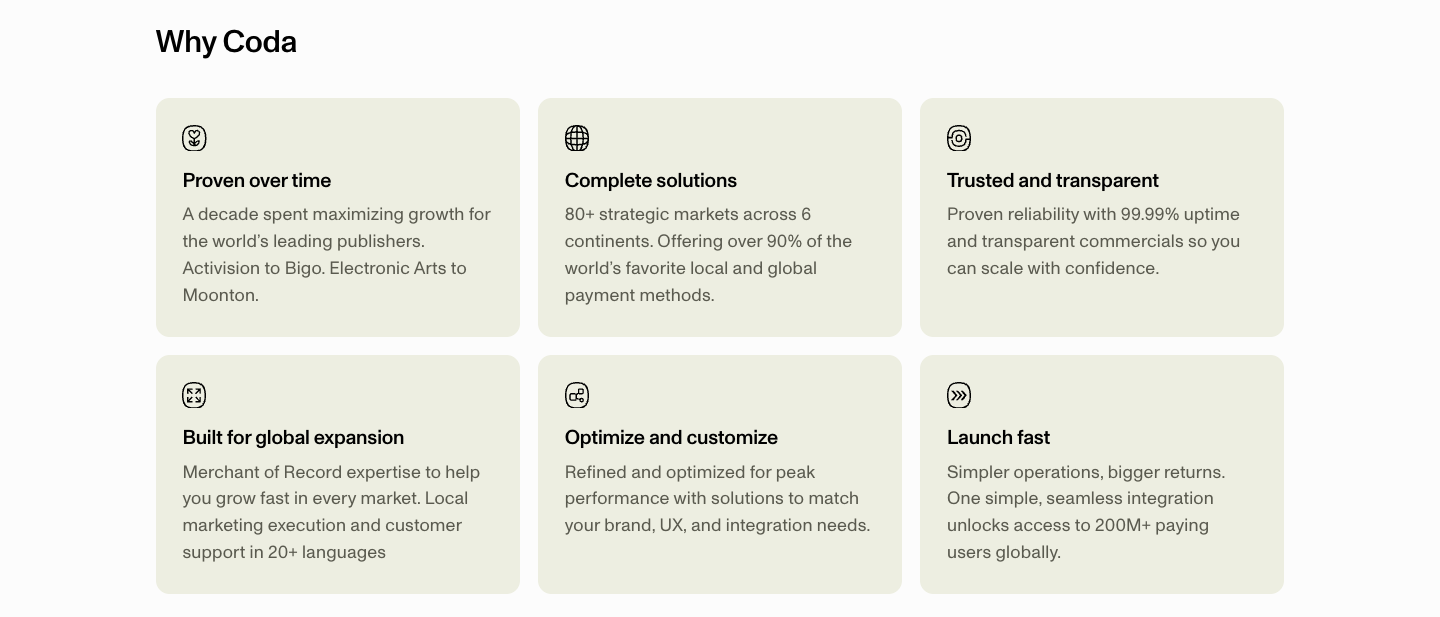 Why Coda
Proven over time
A decade spent maximizing growth for
the world’s leading publishers.
Activision to Bigo. Electronic Arts to
Moonton.
Complete solutions
80+ strategic markets across 6
continents. Offering over 90% of the
world’s favorite local and global
payment methods.
Trusted and transparent
Proven reliability with 99.99% uptime
and transparent commercials so you
can scale with confidence.
Built for global expansion
Merchant of Record expertise to help
you grow fast in every market. Local
marketing execution and customer
support in 20+ languages
Optimize and customize
Refined and optimized for peak
performance with solutions to match
your brand, UX, and integration needs.
Launch fast
Simpler operations, bigger returns.
One simple, seamless integration
unlocks access to 200M+ paying
users globally.